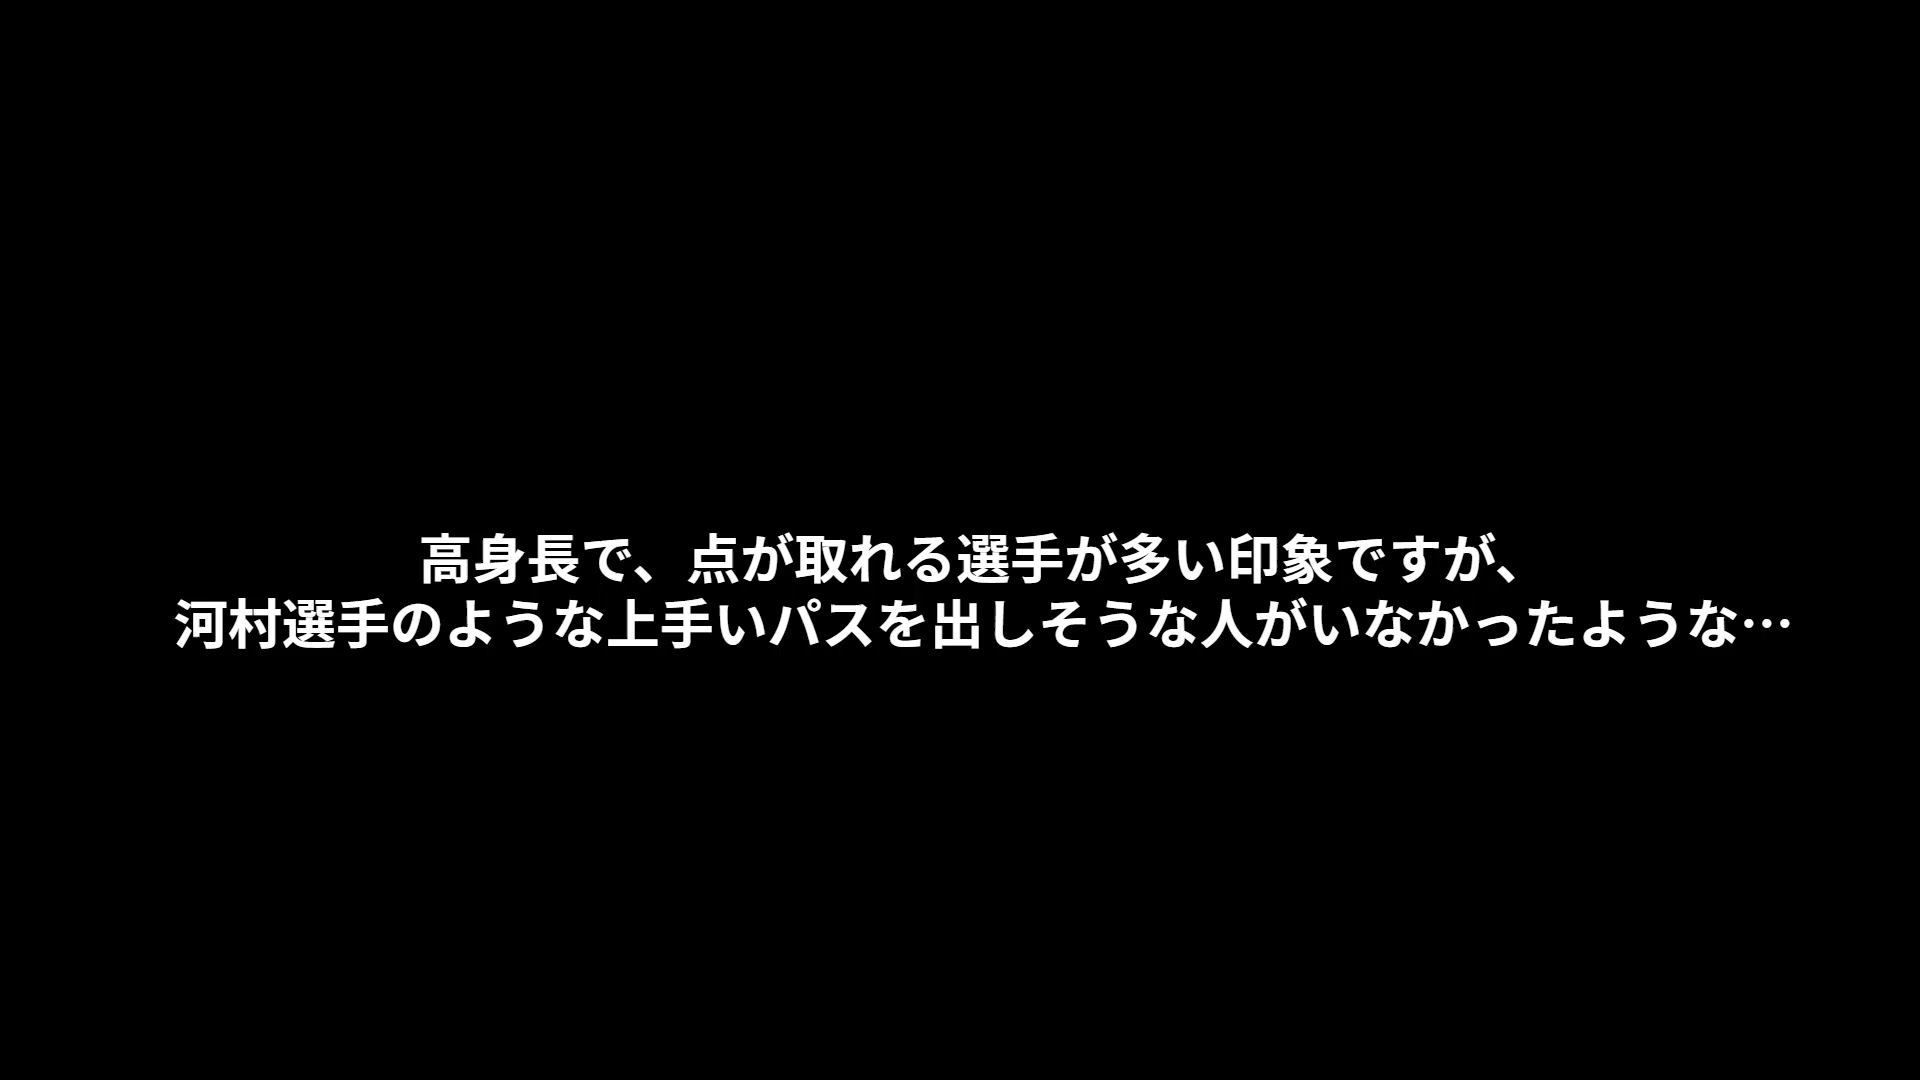 高身長で、点が取れる選手が多い印象ですが、
河村選手のような上手いパスを出しそうな人がいなかったような…